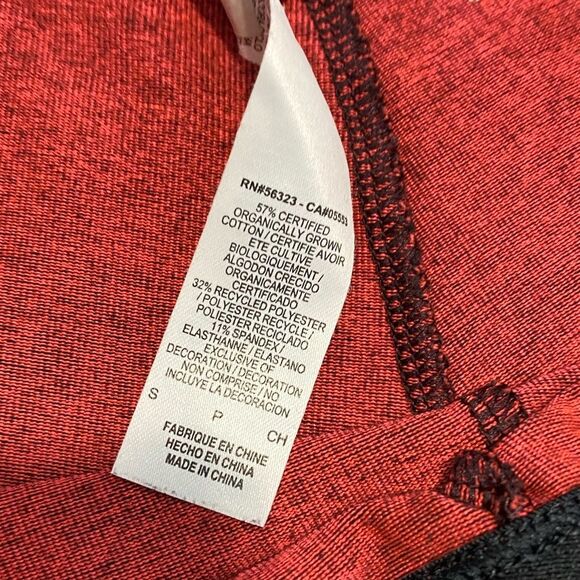 RN#56323 - CA#05553
57% CERTIFIED
ORGANICALLY GROWN
COTTON / CERTIFIE AVOIR
ETE CULTIVE
BIOLOGIQUEMENT /
ALGODON CRECIDO
ORGANICAMENTE
CERTIFICADO
32% RECYCLED POLYESTER
/ POLYESTER RECYCLE /
POLIESTER RECICLADO
11% SPANDEX /
ELASTHANNE / ELASTANO
EXCLUSIVE OF
DECORATION / DECORATION
NON COMPRISE / NO
INCLUYE LA DECORACION
S P CH
FABRIQUE EN CHINE
HECHO EN CHINA
MADE IN CHINA